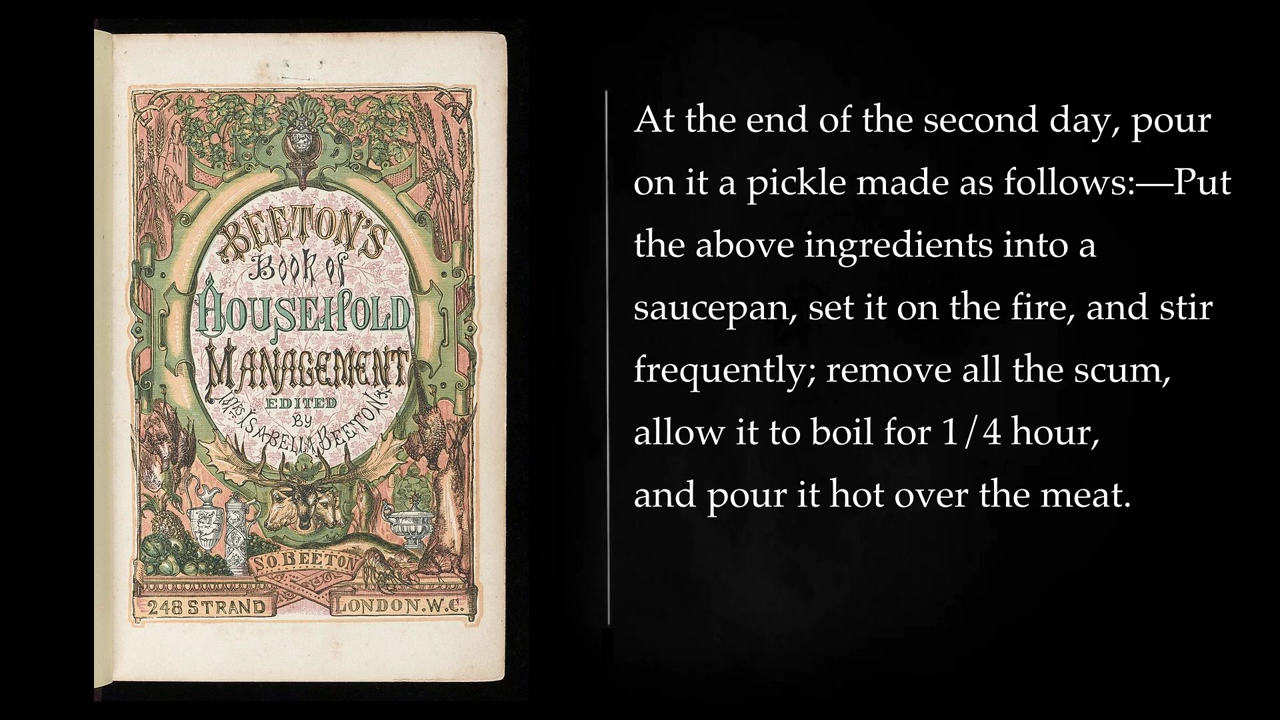 BEETON'S
Book of
HOUSEHOLD
MANAGEMENT
EDITED
By
MRS. ISABELLA BEETON.
S.O. BEETON
248 STRAND
LONDON. W.C.
At the end of the second day, pour
on it a pickle made as follows:—Put
the above ingredients into a
saucepan, set it on the fire, and stir
frequently; remove all the scum,
allow it to boil for 1/4 hour,
and pour it hot over the meat.